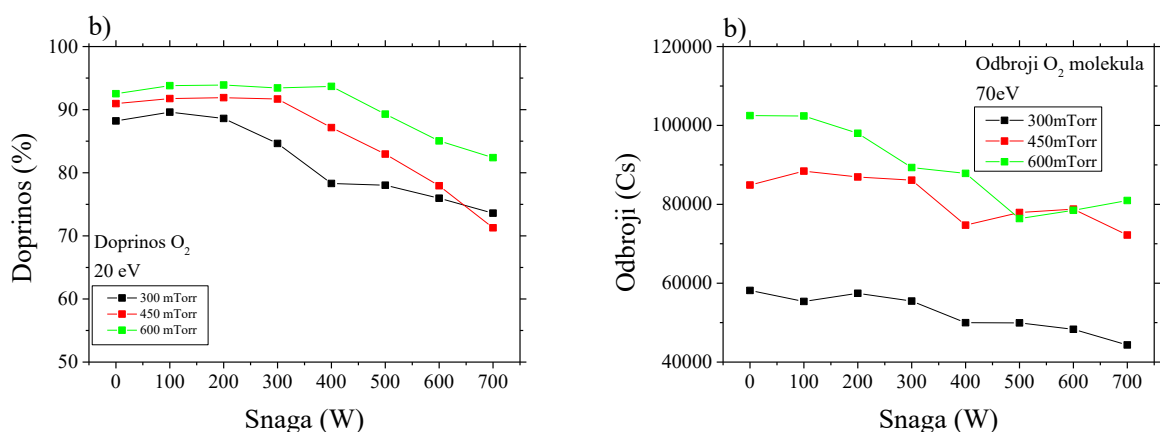 b)
100
90
80
70
60
50
Doprinos (%)
Doprinos O₂
20 eV
300 mTorr
450 mTorr
600 mTorr
0 100 200 300 400 500 600 700
Snaga (W)
b)
120000
100000
80000
60000
40000
Odbroji (Cs)
Odbroji O₂ molekula
70eV
300mTorr
450mTorr
600mTorr
0 100 200 300 400 500 600 700
Snaga (W)